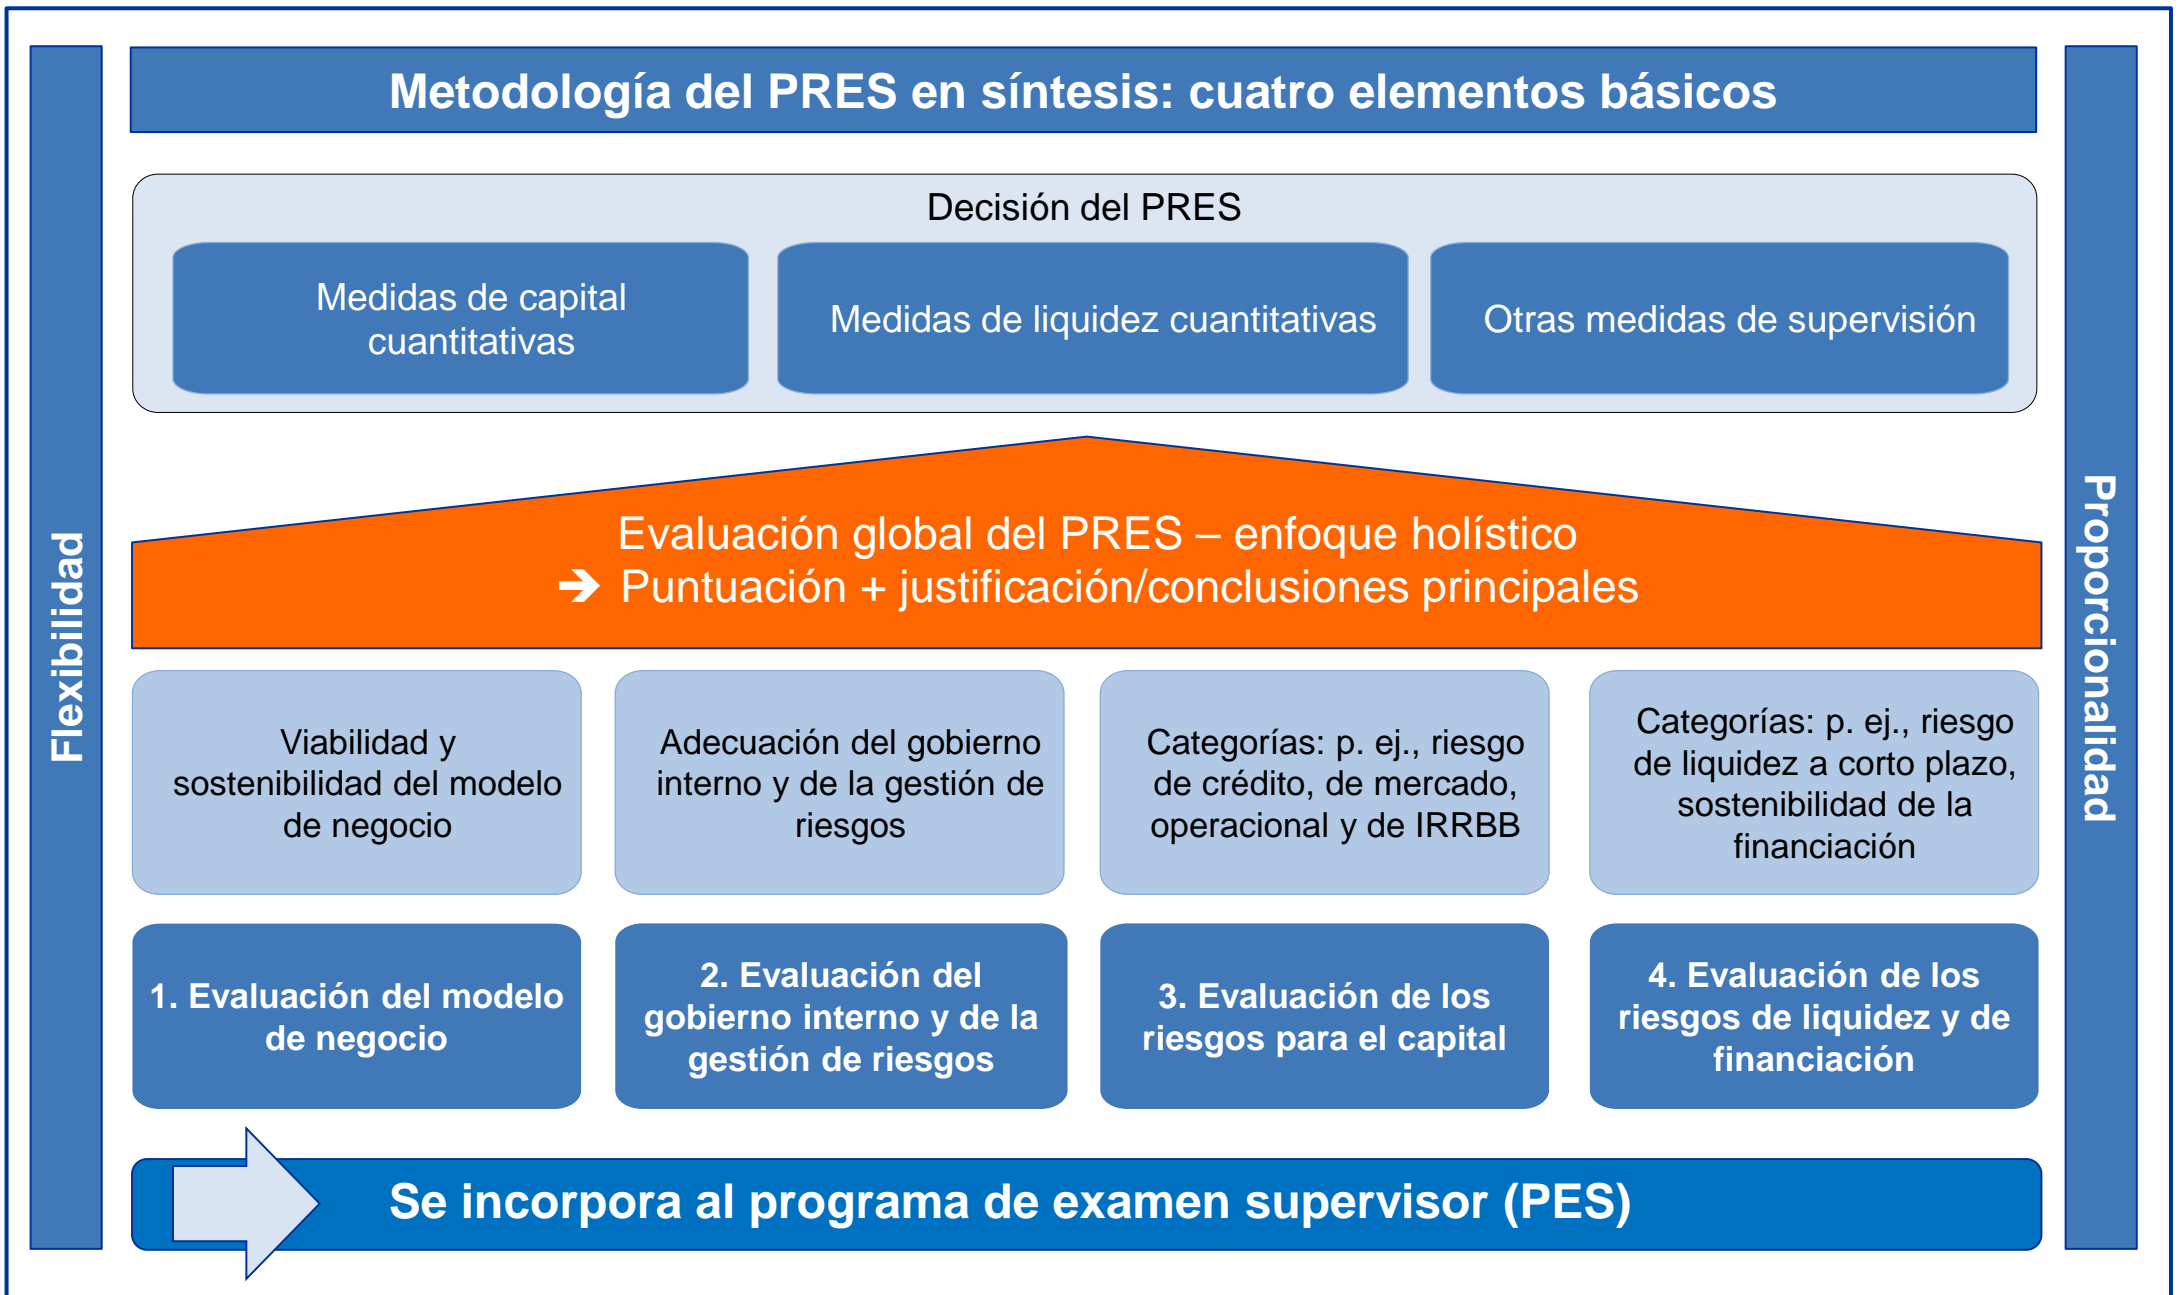 Metodología del PRES en síntesis: cuatro elementos básicos
Flexibilidad
Decisión del PRES
Medidas de capital
cuantitativas
Medidas de liquidez cuantitativas
Otras medidas de supervisión
Evaluación global del PRES – enfoque holístico
➔ Puntuación + justificación/conclusiones principales
Viabilidad y
sostenibilidad del modelo
de negocio
Adecuación del gobierno
interno y de la gestión de
riesgos
Categorías: p. ej., riesgo
de crédito, de mercado,
operacional y de IRRBB
Categorías: p. ej., riesgo
de liquidez a corto plazo,
sostenibilidad de la
financiación
1. Evaluación del modelo
de negocio
2. Evaluación del
gobierno interno y de la
gestión de riesgos
3. Evaluación de los
riesgos para el capital
4. Evaluación de los
riesgos de liquidez y de
financiación
Se incorpora al programa de examen supervisor (PES)
Proporcionalidad